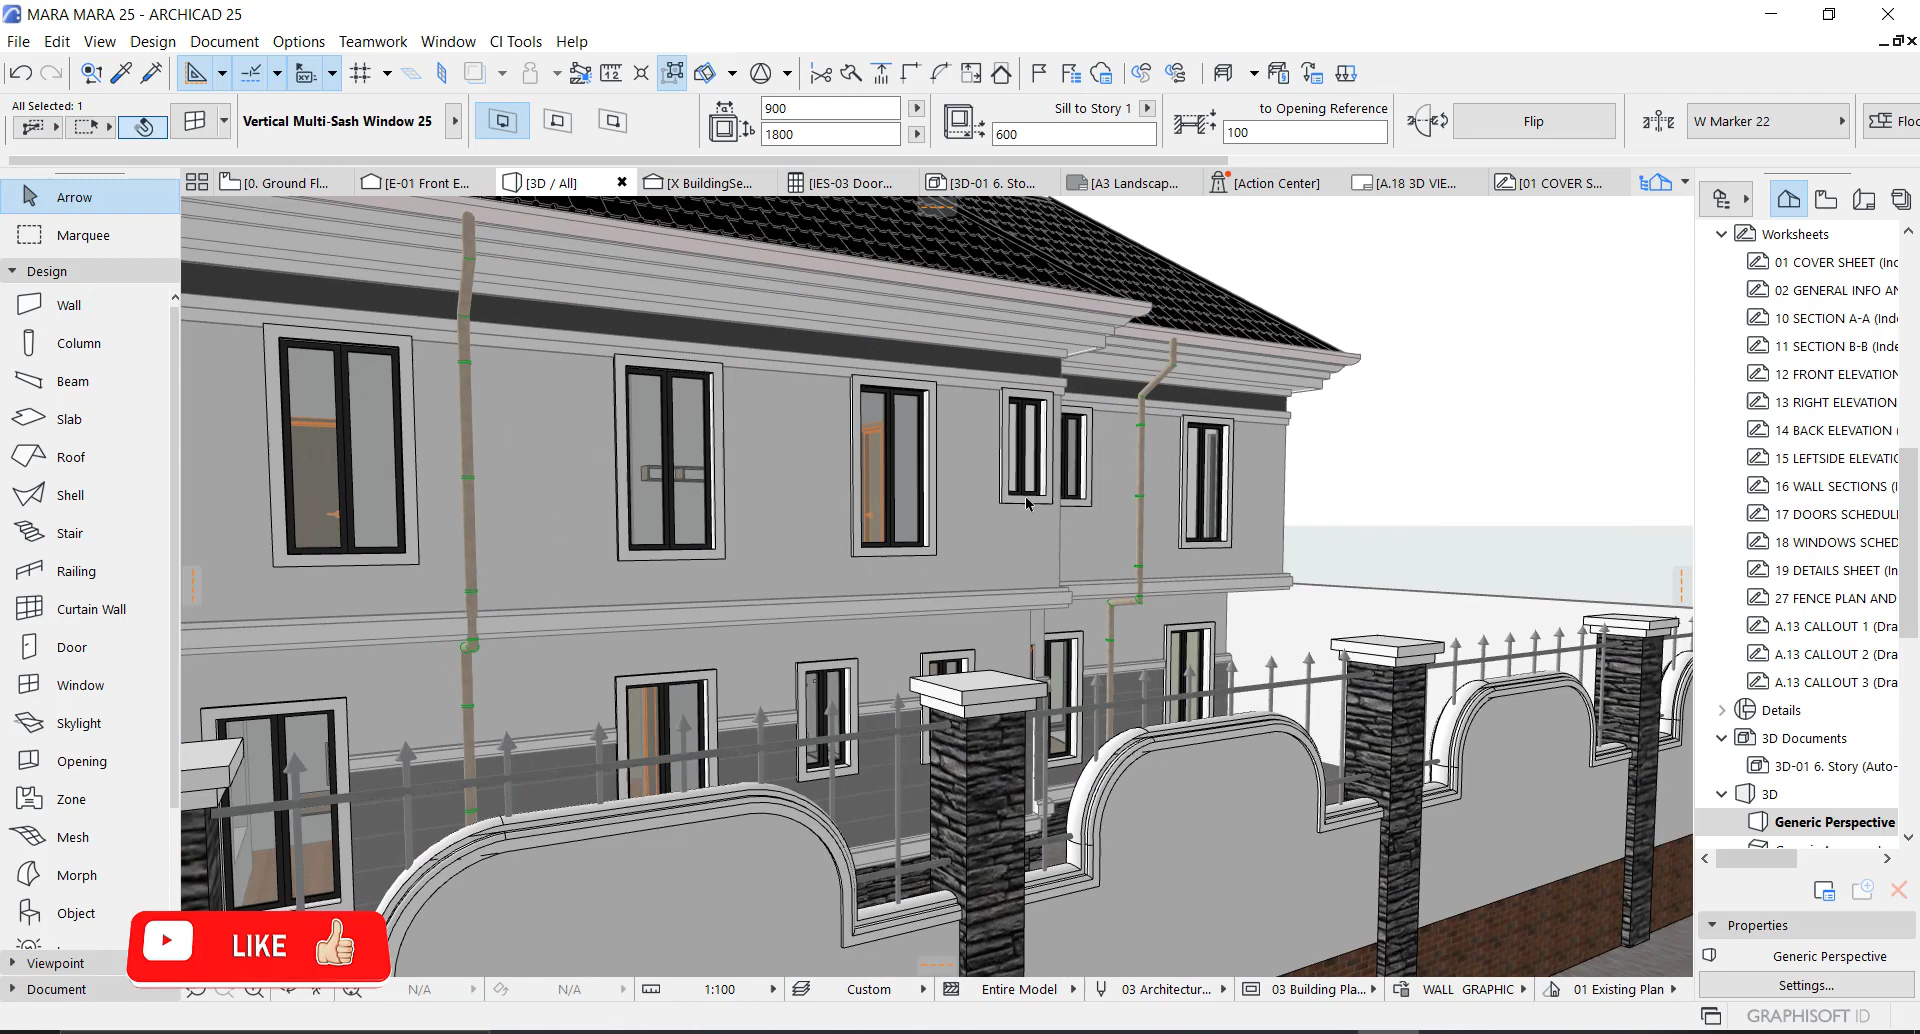 MARA MARA 25 - ARCHICAD 25
File Edit View Design Document Options Teamwork Window CI Tools Help
All Selected: 1
Vertical Multi-Sash Window 25
900
1800
Sill to Story 1
600
to Opening Reference
100
Flip
W Marker 22
Floo
[0. Ground Fl...
[E-01 Front E...
[3D / All]
[X BuildingSe...
[IES-03 Door...
[3D-01 6. Sto...
[A3 Landscap...
[Action Center]
[A.18 3D VIE...
[01 COVER S...
Arrow
Marquee
Design
Wall
Column
Beam
Slab
Roof
Shell
Stair
Railing
Curtain Wall
Door
Window
Skylight
Opening
Zone
Mesh
Morph
Object
Viewpoint
Document
LIKE
Worksheets
01 COVER SHEET (Ind
02 GENERAL INFO AN
10 SECTION A-A (Inde
11 SECTION B-B (Inde
12 FRONT ELEVATION
13 RIGHT ELEVATION
14 BACK ELEVATION (
15 LEFTSIDE ELEVATIO
16 WALL SECTIONS (I
17 DOORS SCHEDUL
18 WINDOWS SCHED
19 DETAILS SHEET (In
27 FENCE PLAN AND
A.13 CALLOUT 1 (Dra
A.13 CALLOUT 2 (Dra
A.13 CALLOUT 3 (Dra
Details
3D Documents
3D-01 6. Story (Auto-
3D
Generic Perspective
Properties
Generic Perspective
Settings...
N/A
N/A
1:100
Custom
Entire Model
03 Architectur...
03 Building Pla...
WALL GRAPHIC
01 Existing Plan
GRAPHISOFT ID